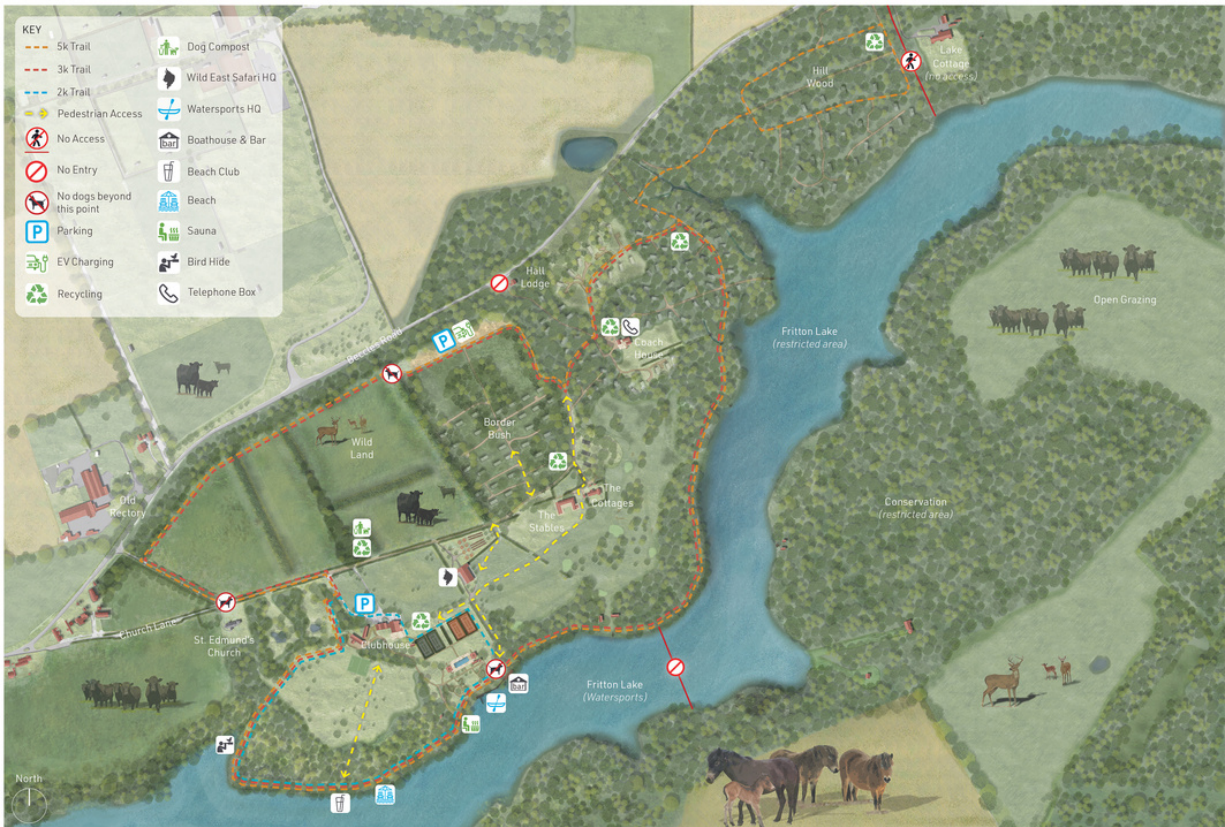 KEY
5k Trail
3k Trail
2k Trail
Pedestrian Access
No Access
No Entry
No dogs beyond
this point
Parking
EV Charging
Recycling
Dog Compost
Wild East Safari HQ
Watersports HQ
Boathouse & Bar
Beach Club
Beach
Sauna
Bird Hide
Telephone Box
P
bar
Lake
Cottage
(no access)
Hill
Wood
Hall
Lodge
Beccles Road
P
Coach
House
Open Grazing
Fritton Lake
(restricted area)
Wild
Land
Border
Bush
Old
Rectory
The
Cottages
The
Stables
Conservation
(restricted area)
Church Lane
St. Edmund's
Church
P
Clubhouse
bar
Fritton Lake
(Watersports)
North